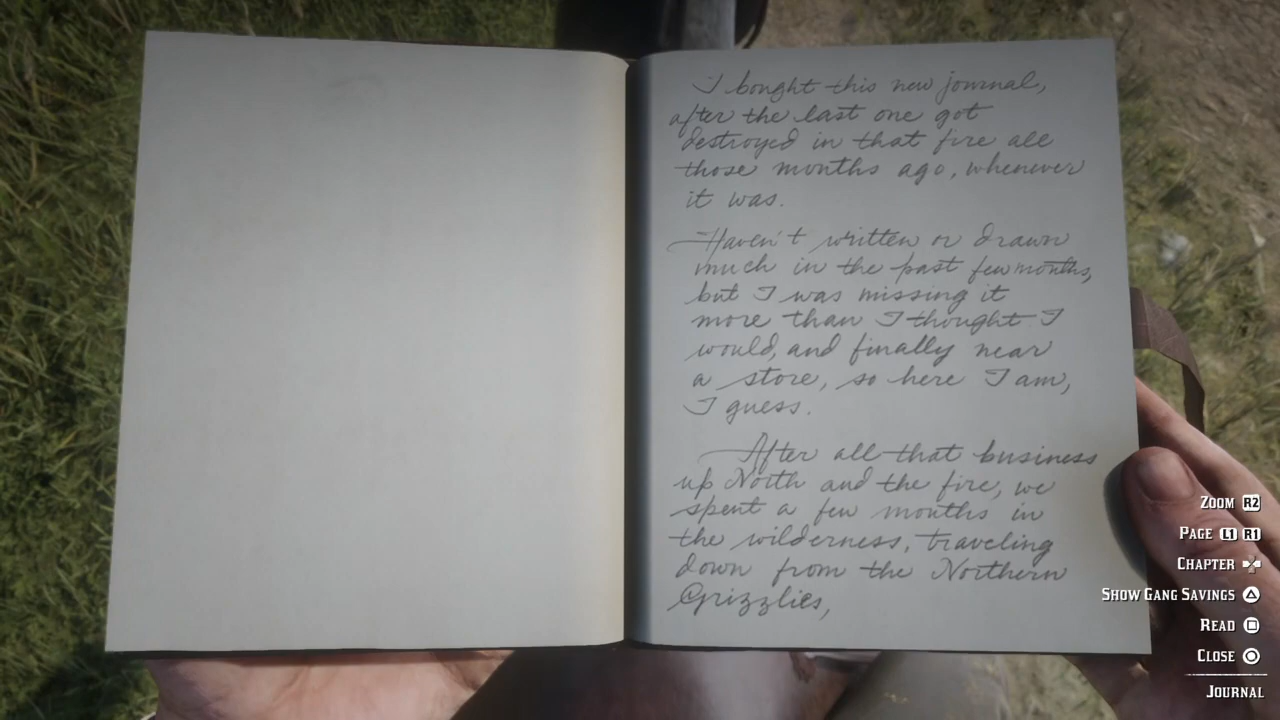 I bought this new journal,
after the last one got
destroyed in that fire all
those months ago, whenever
it was.
Haven't written or drawn
much in the past few months,
but I was missing it
more than I thought I
would, and finally near
a store, so here I am,
I guess.
After all that business
up North and the fire, we
spent a few months in
the wilderness, traveling
down from the Northern
Grizzlies,
ZOOM R2
PAGE L1 R1
CHAPTER
SHOW GANG SAVINGS
READ
CLOSE
JOURNAL